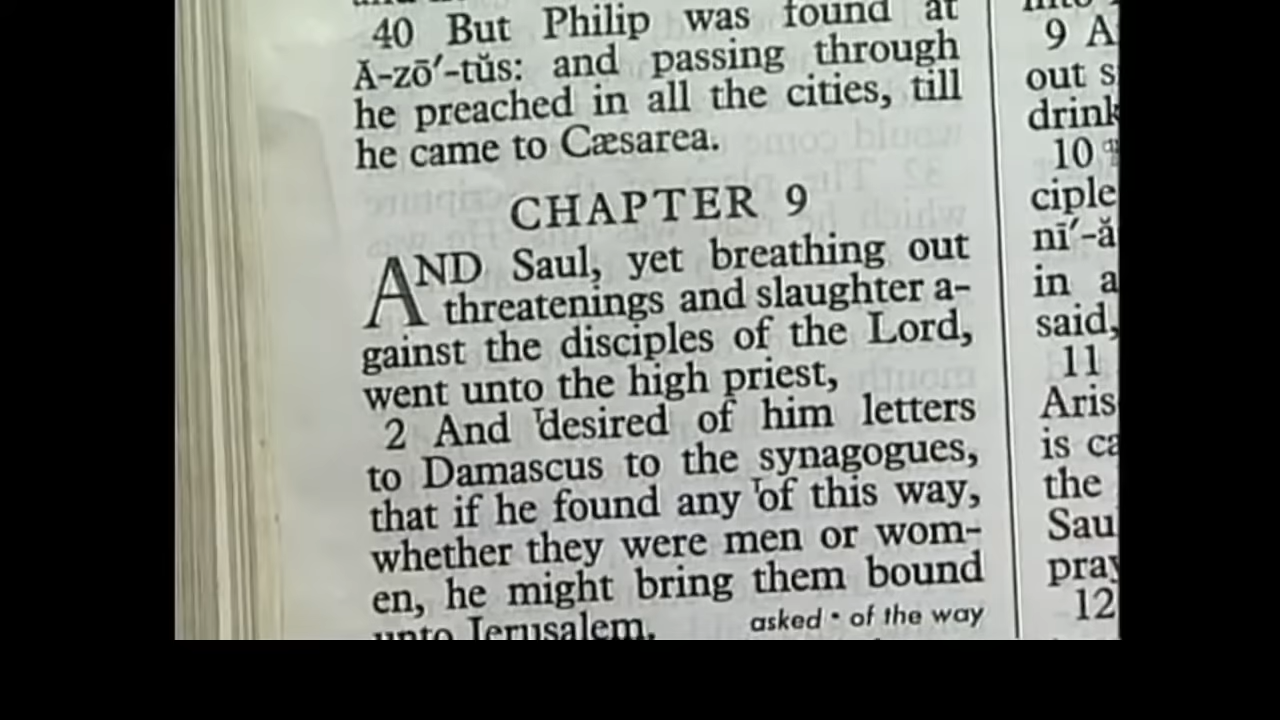 40 But Philip was found at
Ā-zō′-tŭs: and passing through
he preached in all the cities, till
he came to Cæsarea.
CHAPTER 9
AND Saul, yet breathing out
threatenings and slaughter a-
gainst the disciples of the Lord,
went unto the high priest,
2 And ʳdesired of him letters
to Damascus to the synagogues,
that if he found any ʳof this way,
whether they were men or wom-
en, he might bring them bound
unto Jerusalem.
asked • of the way
9 A
out s
drink
10
ciple
nī′-ă
in a
said,
11
Aris
is ca
the
Sau
pray
12